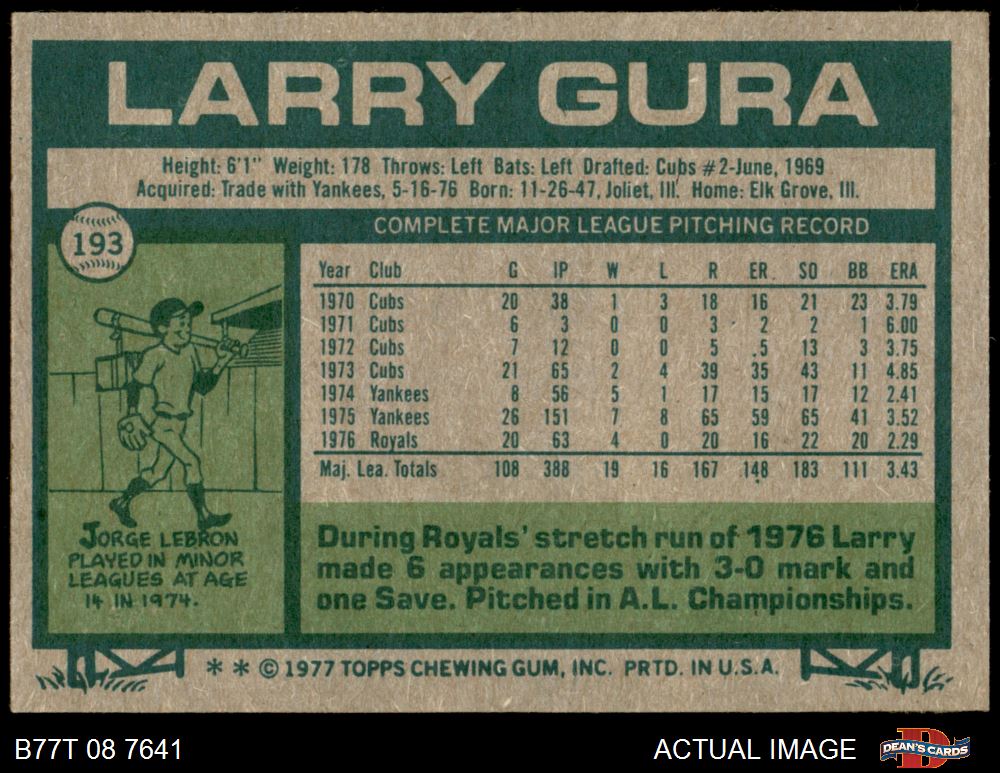 LARRY GURA
Height: 6'1" Weight: 178 Throws: Left Bats: Left Drafted: Cubs #2-June, 1969
Acquired: Trade with Yankees, 5-16-76 Born: 11-26-47, Joliet, Ill. Home: Elk Grove, Ill.
193
COMPLETE MAJOR LEAGUE PITCHING RECORD
Year Club G IP W L R ER. SO BB ERA
1970 Cubs 20 38 1 3 18 16 21 23 3.79
1971 Cubs 6 3 0 0 3 2 2 1 6.00
1972 Cubs 7 12 0 0 5 .5 13 3 3.75
1973 Cubs 21 65 2 4 39 35 43 11 4.85
1974 Yankees 8 56 5 1 17 15 17 12 2.41
1975 Yankees 26 151 7 8 65 59 65 41 3.52
1976 Royals 20 63 4 0 20 16 22 20 2.29
Maj. Lea. Totals 108 388 19 16 167 148 183 111 3.43
JORGE LEBRON
PLAYED IN MINOR
LEAGUES AT AGE
14 IN 1974.
During Royals' stretch run of 1976 Larry
made 6 appearances with 3-0 mark and
one Save. Pitched in A.L. Championships.
* * © 1977 TOPPS CHEWING GUM, INC. PRTD. IN U.S.A.
B77T 08 7641 ACTUAL IMAGE DEAN'S CARDS